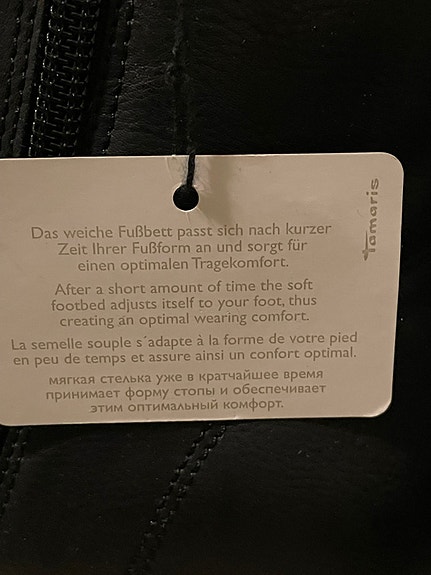 Das weiche Fußbett passt sich nach kurzer
Zeit Ihrer Fußform an und sorgt für
einen optimalen Tragekomfort.
After a short amount of time the soft
footbed adjusts itself to your foot, thus
creating an optimal wearing comfort.
La semelle souple s´adapte à la forme de votre pied
en peu de temps et assure ainsi un confort optimal.
мягкая стелька уже в кратчайшее время
принимает форму стопы и обеспечивает
этим оптимальный комфорт.
tamaris